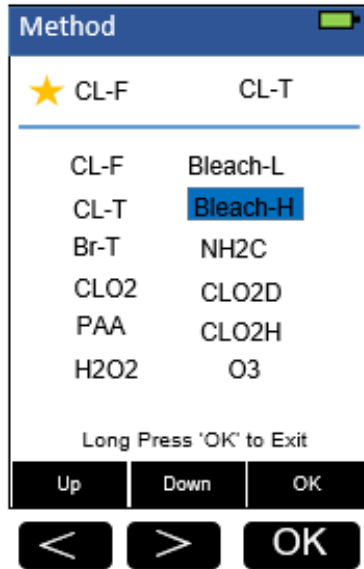 Method
CL-F CL-T
CL-F Bleach-L
CL-T Bleach-H
Br-T NH2C
CLO2 CLO2D
PAA CLO2H
H2O2 O3
Long Press 'OK' to Exit
Up Down OK
< > OK